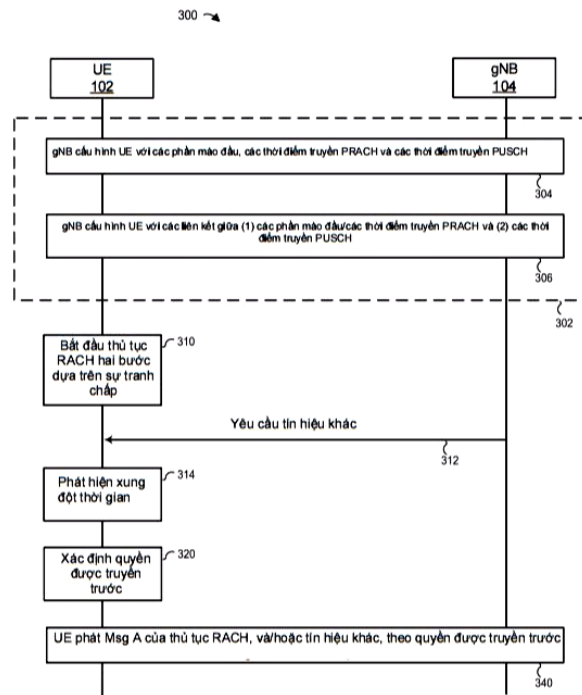 300
UE
102
gNB
104
gNB cấu hình UE với các phần mào đầu, các thời điểm truyền PRACH và các thời điểm truyền PUSCH
304
gNB cấu hình UE với các liên kết giữa (1) các phần mào đầu/các thời điểm truyền PRACH và (2) các thời
điểm truyền PUSCH
306
302
Bắt đầu thủ tục
RACH hai bước
dựa trên sự tranh
chấp
310
Yêu cầu tín hiệu khác
312
Phát hiện xung
đột thời gian
314
Xác định quyền
được truyền
trước
320
UE phát Msg A của thủ tục RACH, và/hoặc tín hiệu khác, theo quyền được truyền trước
340